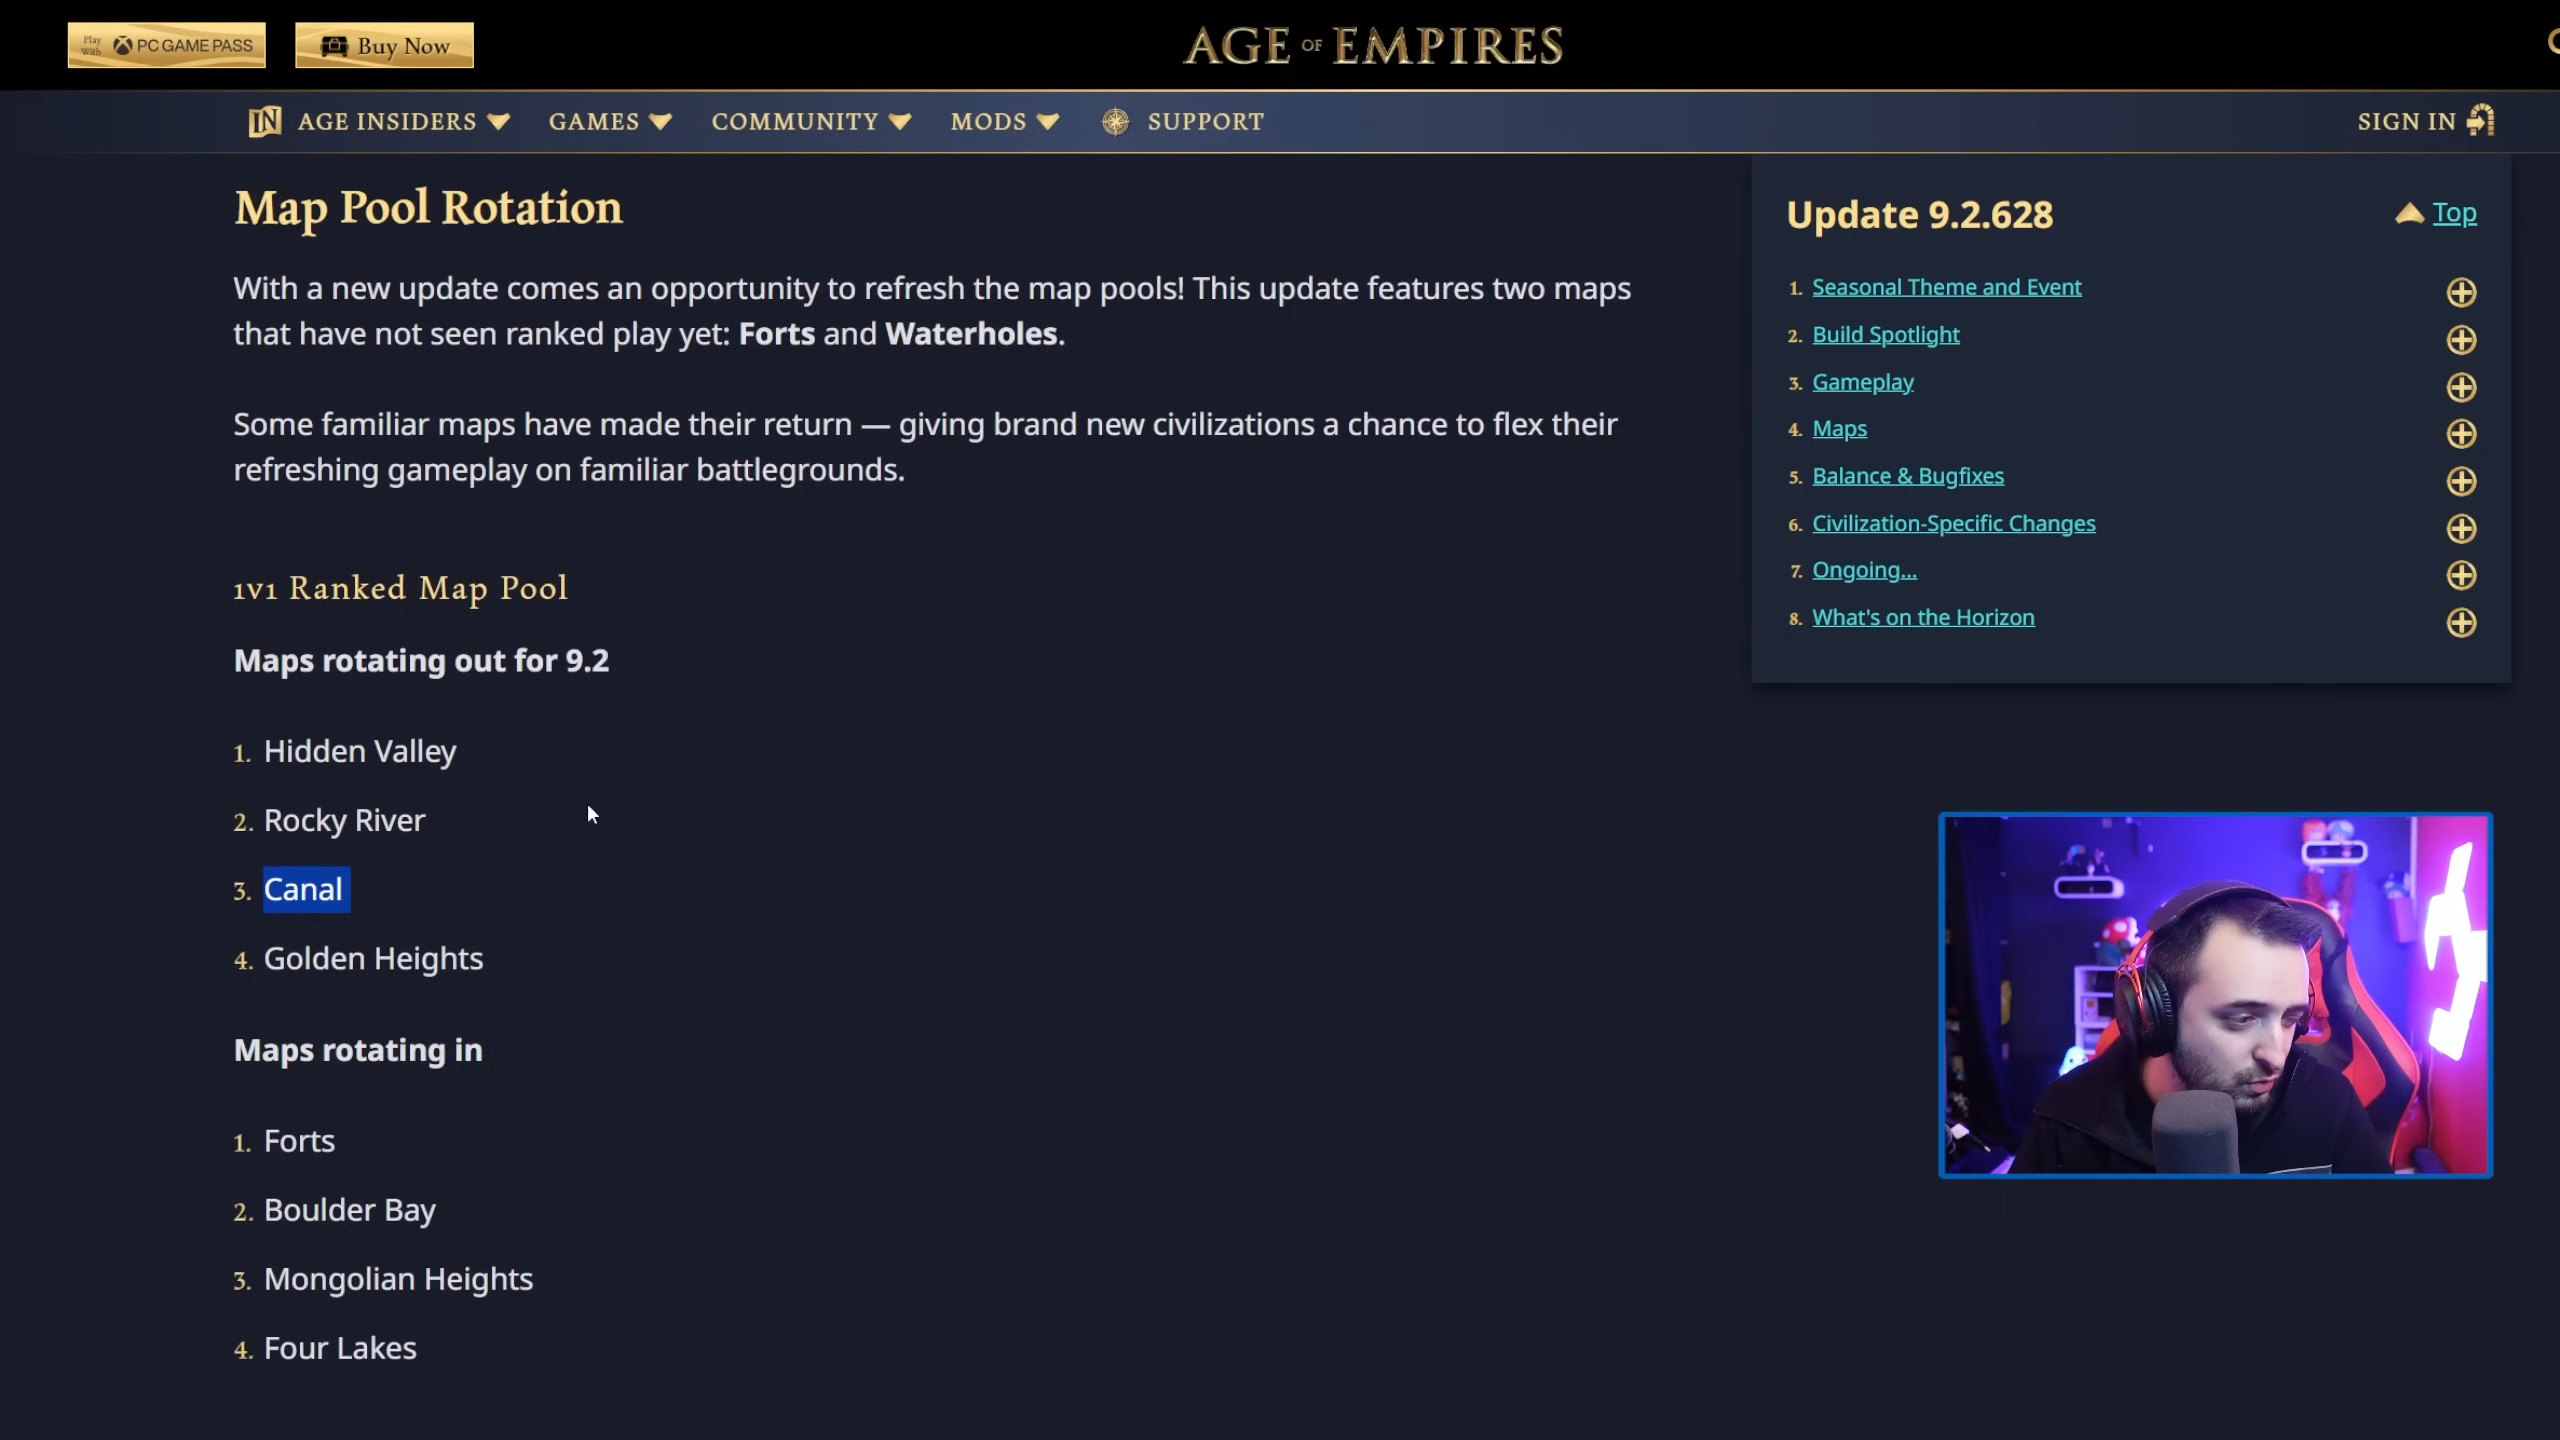 Play With PC GAME PASS
Buy Now
AGE OF EMPIRES
IN AGE INSIDERS GAMES COMMUNITY MODS SUPPORT SIGN IN
Map Pool Rotation
With a new update comes an opportunity to refresh the map pools! This update features two maps
that have not seen ranked play yet: Forts and Waterholes.
Some familiar maps have made their return — giving brand new civilizations a chance to flex their
refreshing gameplay on familiar battlegrounds.
1v1 Ranked Map Pool
Maps rotating out for 9.2
1. Hidden Valley
2. Rocky River
3. Canal
4. Golden Heights
Maps rotating in
1. Forts
2. Boulder Bay
3. Mongolian Heights
4. Four Lakes
Update 9.2.628
Top
1. Seasonal Theme and Event
2. Build Spotlight
3. Gameplay
4. Maps
5. Balance & Bugfixes
6. Civilization-Specific Changes
7. Ongoing...
8. What's on the Horizon